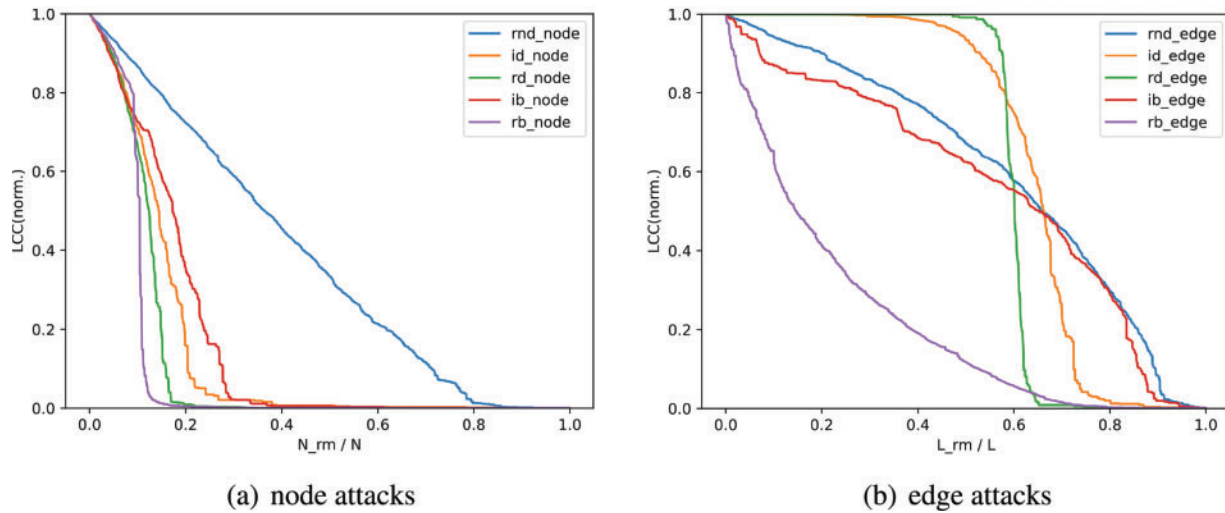 1.0
0.8
0.6
0.4
0.2
0.0
LCC(norm.)
0.0 0.2 0.4 0.6 0.8 1.0
N_rm / N
rnd_node
id_node
rd_node
ib_node
rb_node
(a) node attacks
1.0
0.8
0.6
0.4
0.2
0.0
LCC(norm.)
0.0 0.2 0.4 0.6 0.8 1.0
L_rm / L
rnd_edge
id_edge
rd_edge
ib_edge
rb_edge
(b) edge attacks